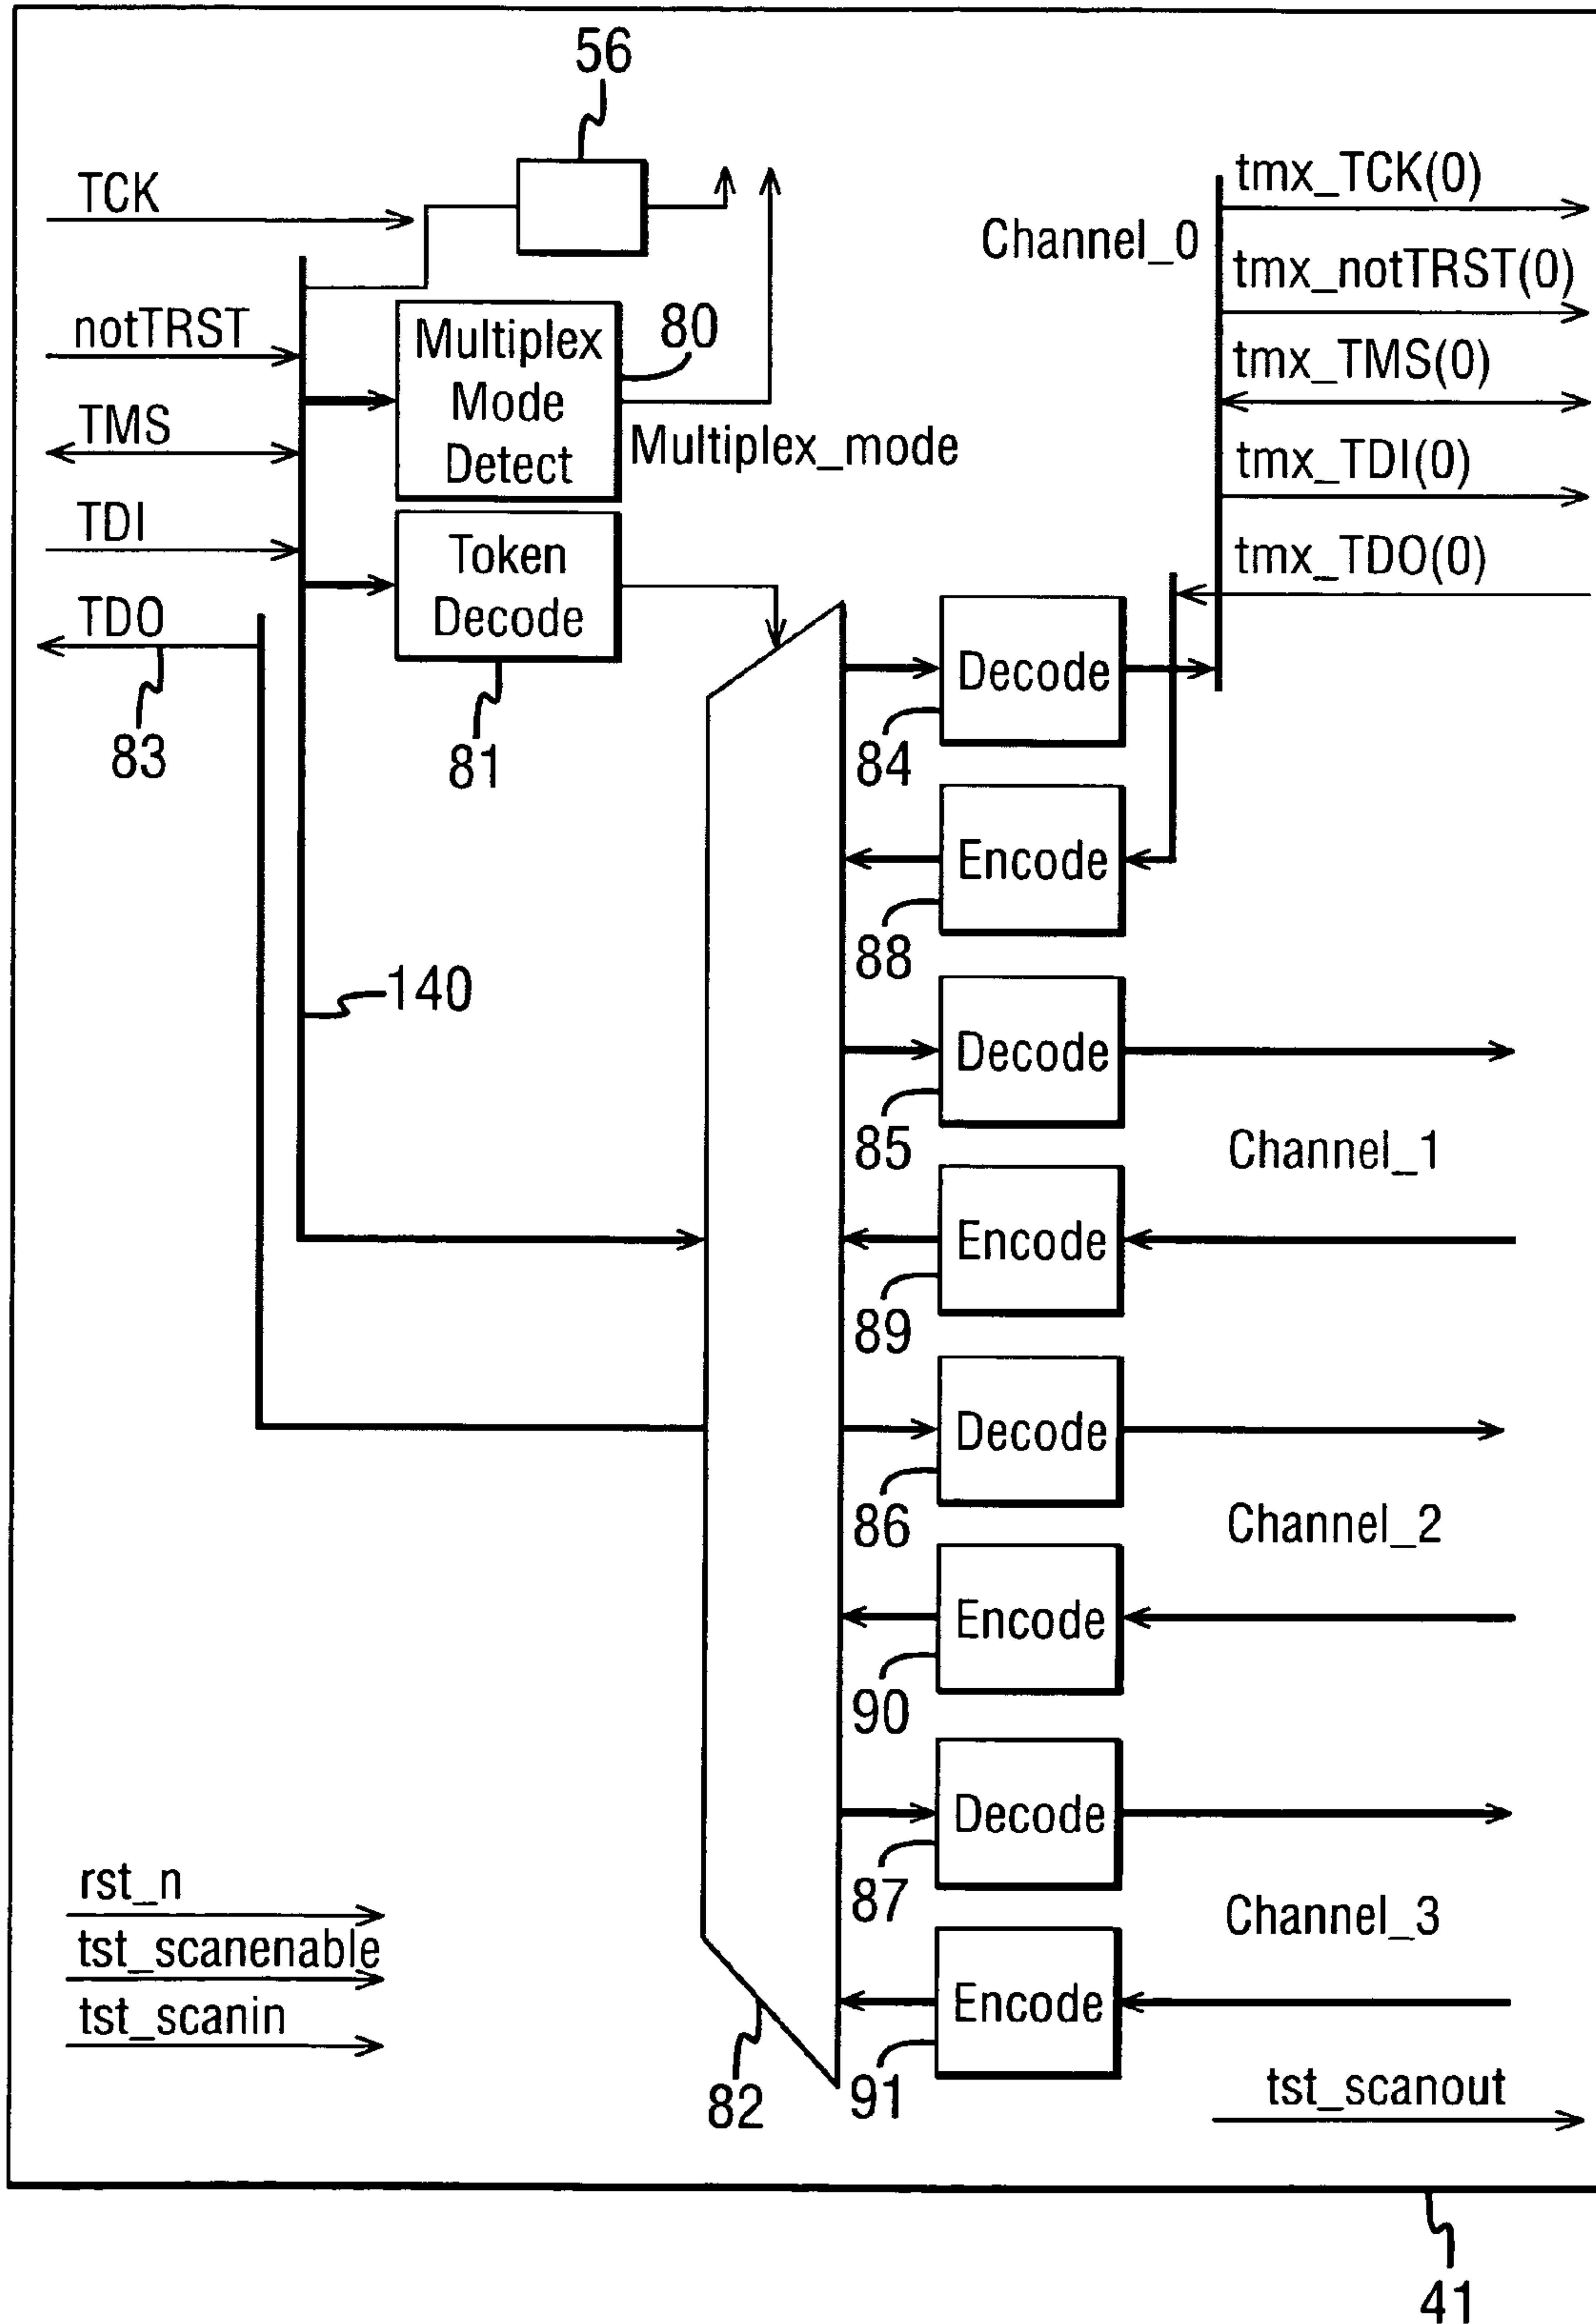 56
TCK
tmx_TCK(0)
Channel_0
tmx_notTRST(0)
notTRST
Multiplex
Mode
Detect
80
tmx_TMS(0)
TMS
Multiplex_mode
tmx_TDI(0)
TDI
Token
Decode
tmx_TDO(0)
TDO
83
81
Decode
84
Encode
88
140
Decode
85
Channel_1
Encode
89
Decode
86
Channel_2
Encode
90
Decode
87
Channel_3
rst_n
tst_scanenable
tst_scanin
Encode
91
82
tst_scanout
41